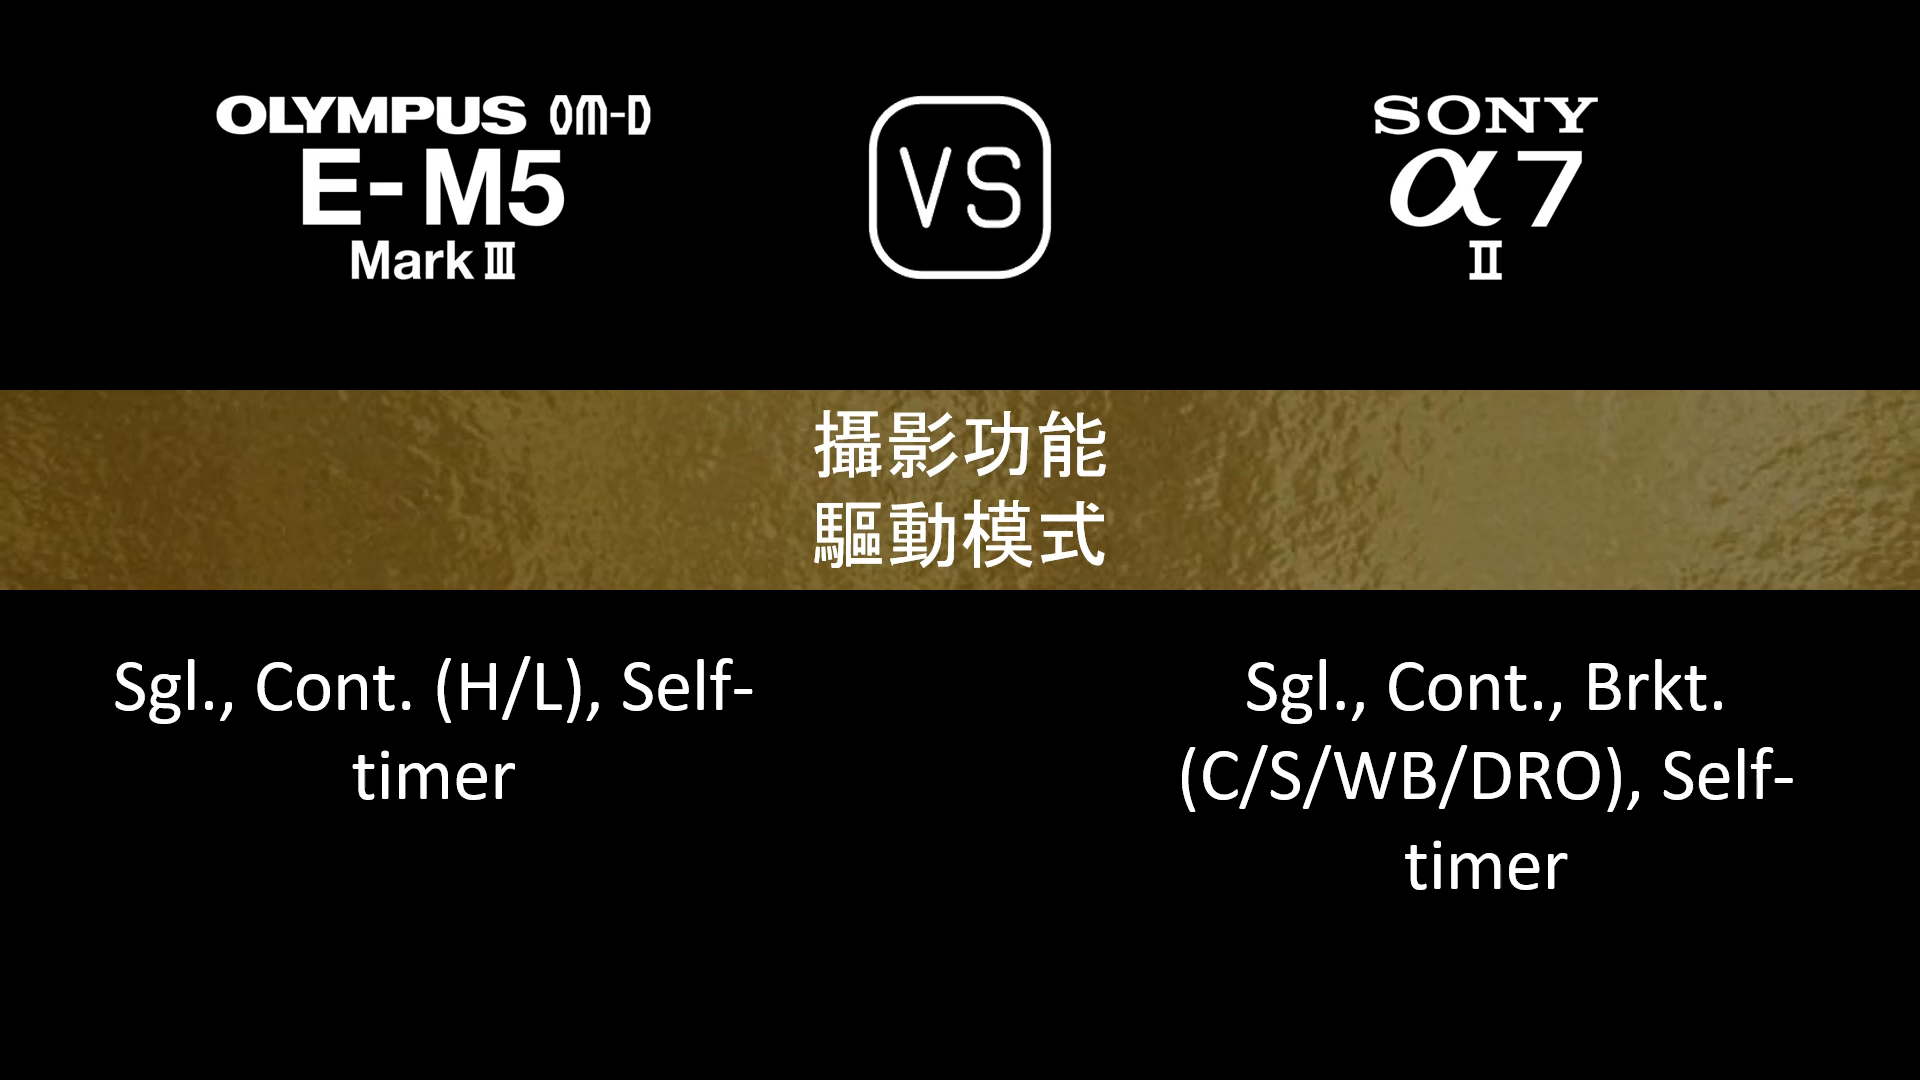 OLYMPUS OM-D
E-M5
Mark III
VS
SONY
α7
II
攝影功能
驅動模式
Sgl., Cont. (H/L), Self-
timer
Sgl., Cont., Brkt.
(C/S/WB/DRO), Self-
timer